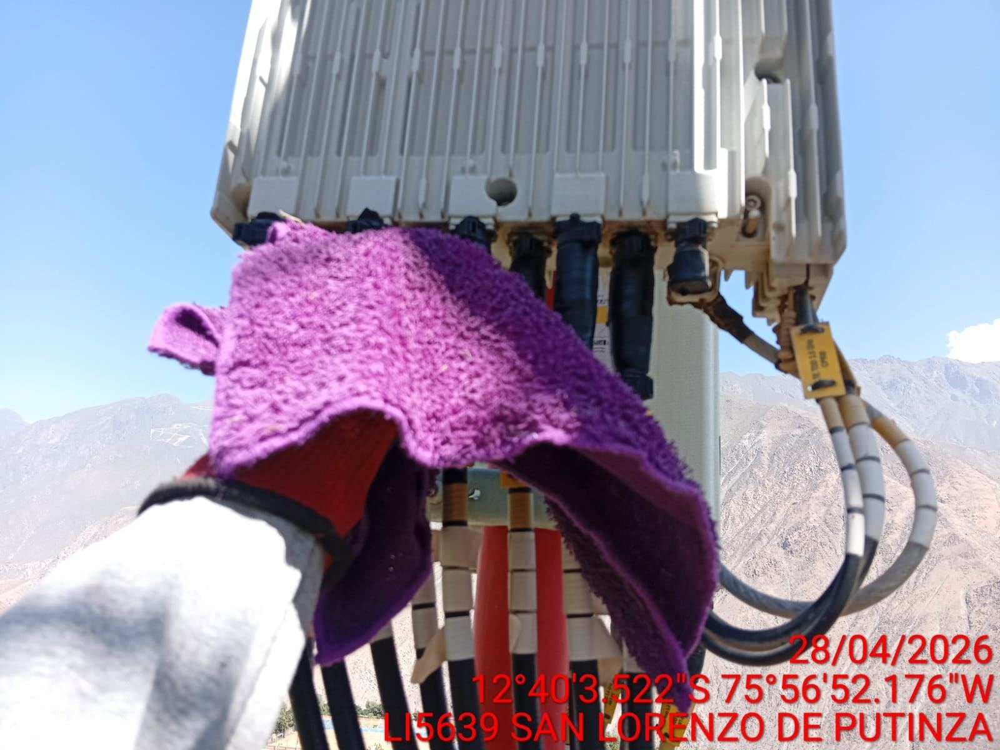 28/04/2026
12°40'3.522"S 75°56'52.176"W
LI5639 SAN LORENZO DE PUTINZA